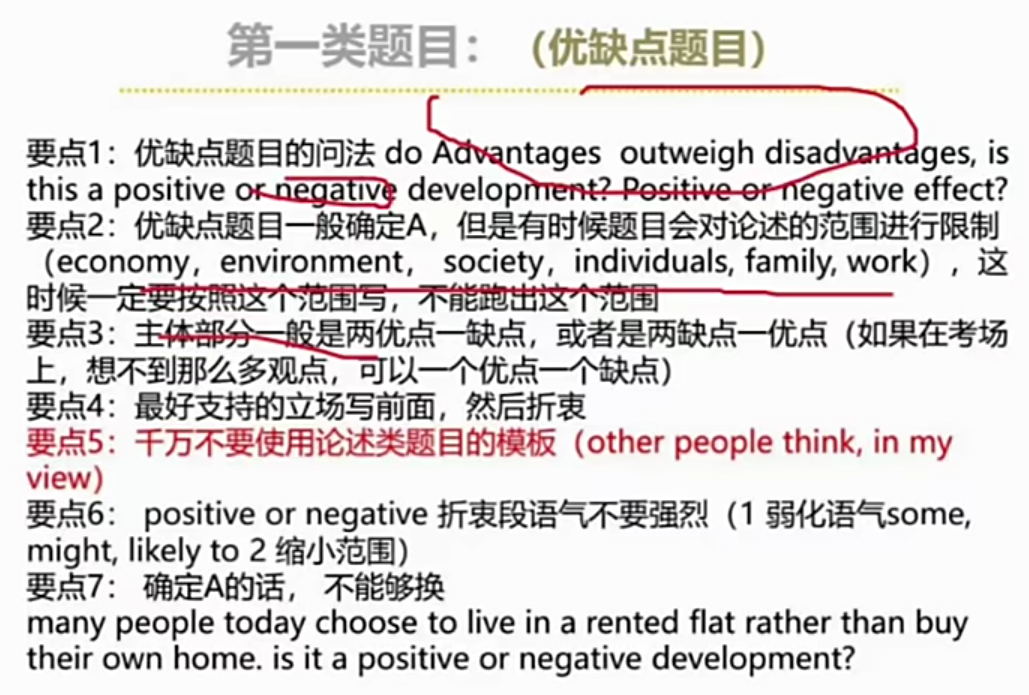 第一类题目：（优缺点题目）
要点1：优缺点题目的问法 do Advantages outweigh disadvantages, is
this a positive or negative development? Positive or negative effect?
要点2：优缺点题目一般确定A，但是有时候题目会对论述的范围进行限制
（economy，environment， society，individuals, family, work），这
时候一定要按照这个范围写，不能跑出这个范围
要点3：主体部分一般是两优点一缺点，或者是两缺点一优点（如果在考场
上，想不到那么多观点，可以一个优点一个缺点）
要点4：最好支持的立场写前面，然后折衷
要点5：千万不要使用论述类题目的模板（other people think, in my
view）
要点6： positive or negative 折衷段语气不要强烈（1 弱化语气some,
might, likely to 2 缩小范围）
要点7： 确定A的话， 不能够换
many people today choose to live in a rented flat rather than buy
their own home. is it a positive or negative development?